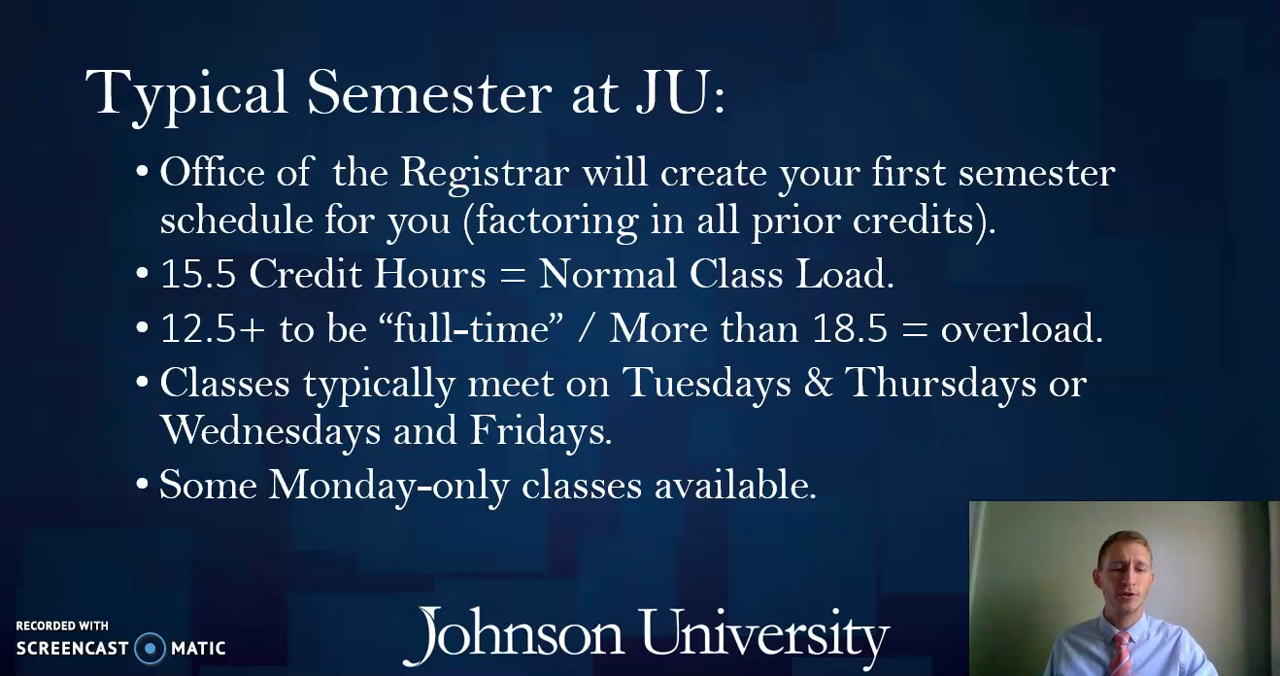 Typical Semester at JU:
• Office of the Registrar will create your first semester
schedule for you (factoring in all prior credits).
• 15.5 Credit Hours = Normal Class Load.
• 12.5+ to be “full-time” / More than 18.5 = overload.
• Classes typically meet on Tuesdays & Thursdays or
Wednesdays and Fridays.
• Some Monday-only classes available.
Johnson University
RECORDED WITH
SCREENCAST MATIC